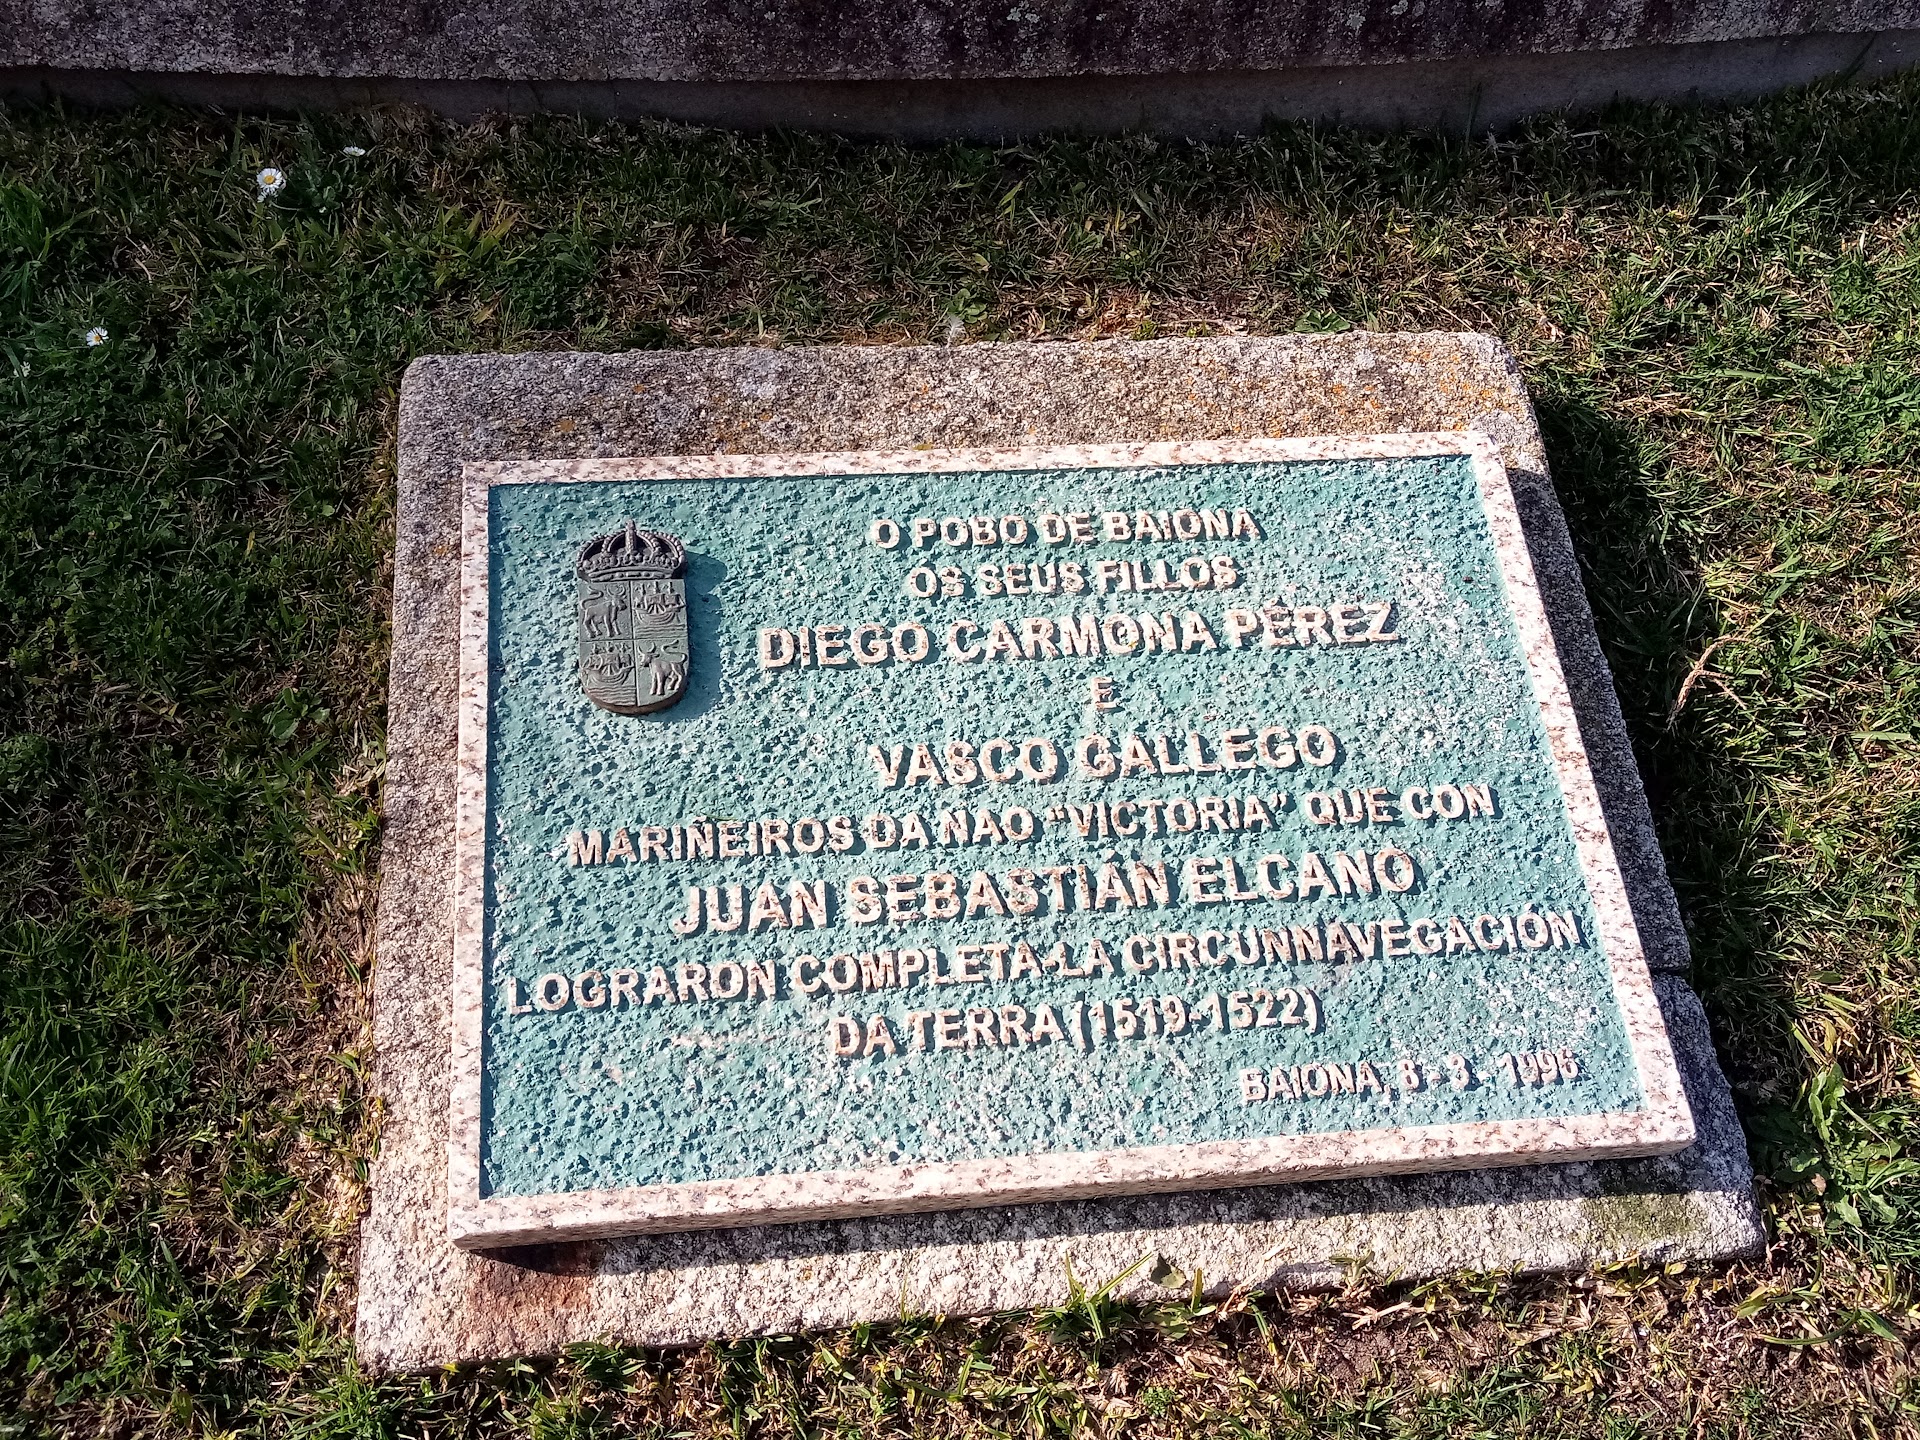 O POBO DE BAIONA
OS SEUS FILLOS
DIEGO CARMONA PÉREZ
E
VASCO GALLEGO
MARIÑEIROS DA NAO "VICTORIA" QUE CON
JUAN SEBASTIÁN ELCANO
LOGRARON COMPLETA-LA CIRCUNNAVEGACIÓN
DA TERRA (1519-1522)
BAIONA, 8 - 3 - 1996